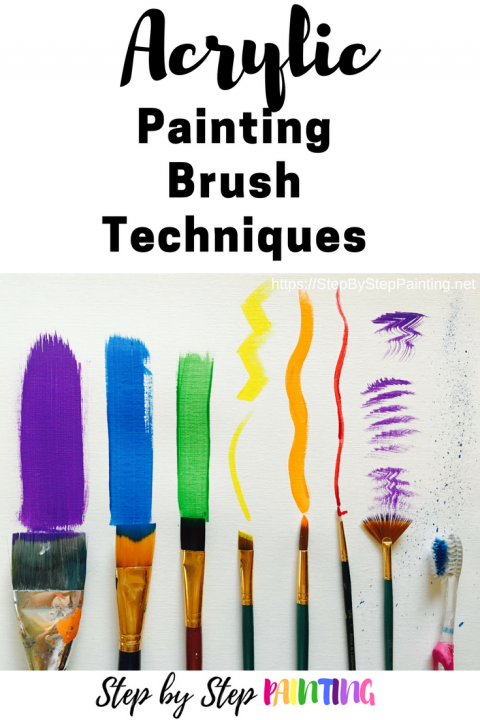 Acrylic
Painting
Brush
Techniques
https://StepByStepPainting.net
Step by Step PAINTING